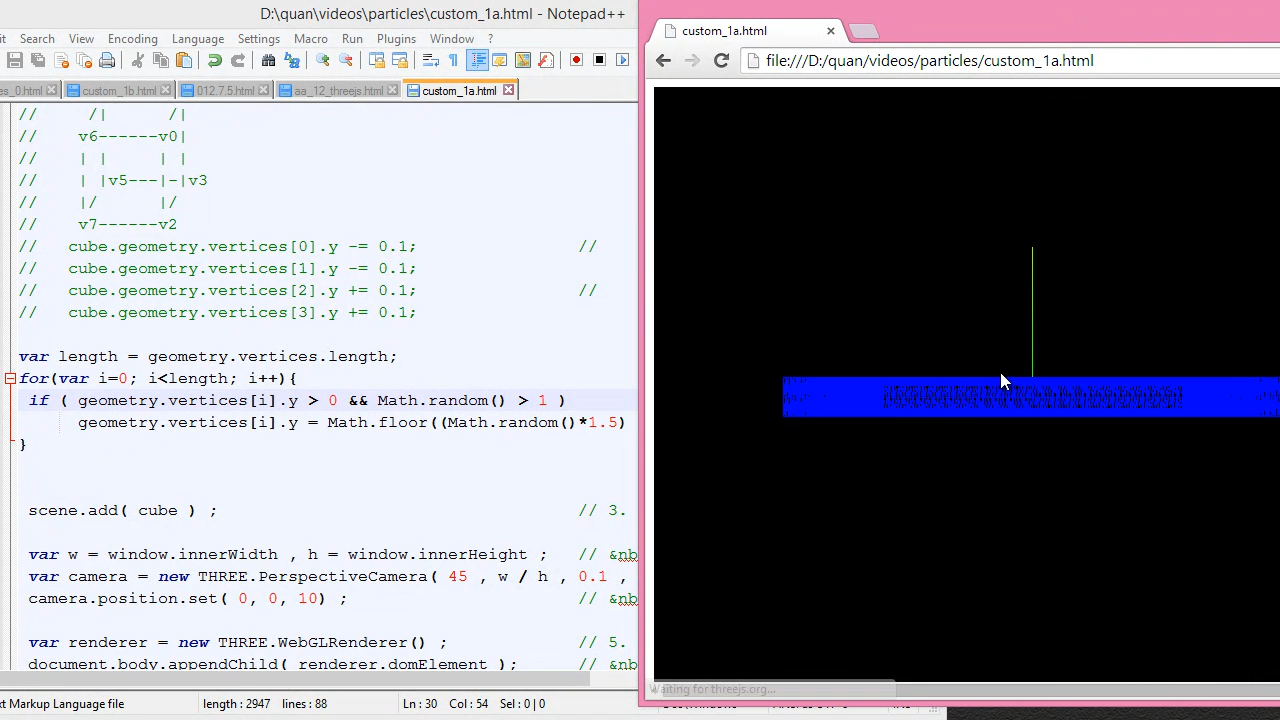 D:\quan\videos\particles\custom_1a.html - Notepad++
it Search View Encoding Language Settings Macro Run Plugins Window ?
es_0.html custom_1b.html 012.7.5.html aa_12_threejs.html custom_1a.html
// /| /|
// v6------v0|
// | | | |
// | |v5---|-|v3
// |/ |/
// v7------v2
// cube.geometry.vertices[0].y -= 0.1; //
// cube.geometry.vertices[1].y -= 0.1;
// cube.geometry.vertices[2].y += 0.1; //
// cube.geometry.vertices[3].y += 0.1;
var length = geometry.vertices.length;
for(var i=0; i<length; i++){
if ( geometry.vertices[i].y > 0 && Math.random() > 1 )
geometry.vertices[i].y = Math.floor((Math.random()*1.5)
}
scene.add( cube ) ; // 3.
var w = window.innerWidth , h = window.innerHeight ; // &nb
var camera = new THREE.PerspectiveCamera( 45 , w / h , 0.1 ,
camera.position.set( 0, 0, 10) ; // &nb
var renderer = new THREE.WebGLRenderer() ; // 5.
document.body.appendChild( renderer.domElement ); // &nb
xt Markup Language file length : 2947 lines : 88 Ln : 30 Col : 54 Sel : 0 | 0
custom_1a.html
file:///D:/quan/videos/particles/custom_1a.html
Waiting for threejs.org...